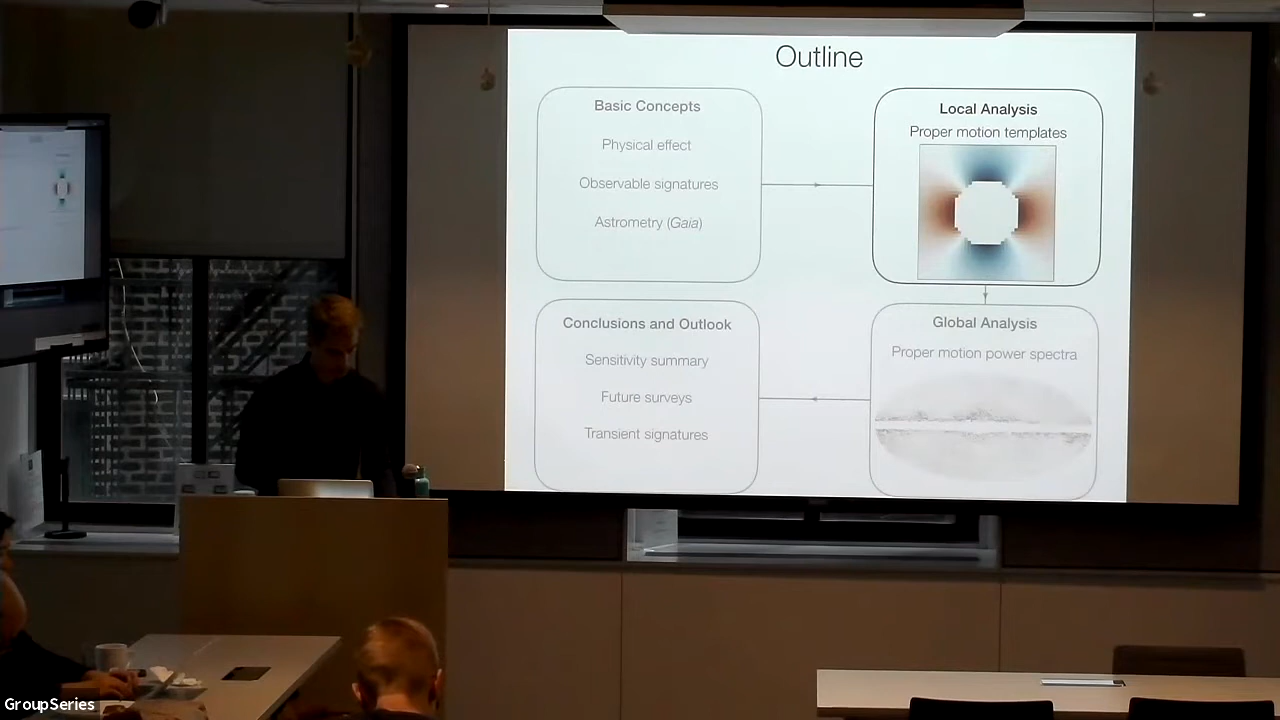 Outline
Basic Concepts
Physical effect
Observable signatures
Astrometry (Gaia)
Local Analysis
Proper motion templates
Global Analysis
Proper motion power spectra
Conclusions and Outlook
Sensitivity summary
Future surveys
Transient signatures
GroupSeries